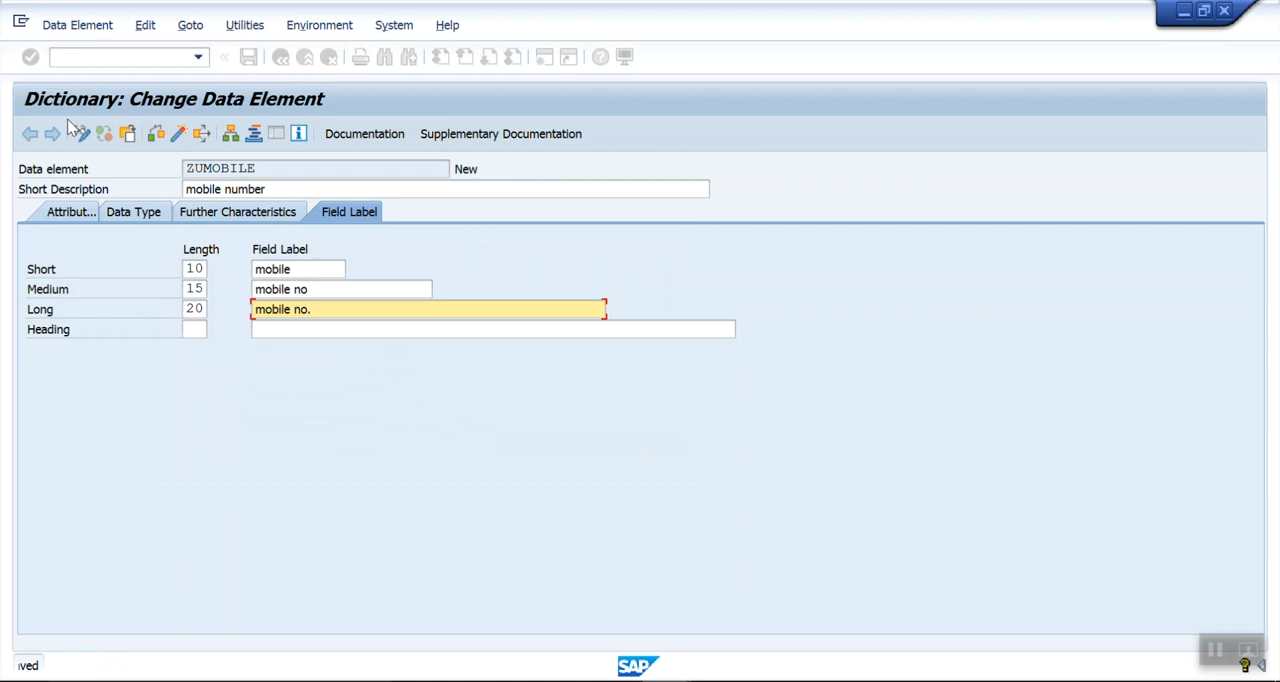 Data Element Edit Goto Utilities Environment System Help
Dictionary: Change Data Element
Documentation Supplementary Documentation
Data element ZUMOBILE New
Short Description mobile number
Attribut... Data Type Further Characteristics Field Label
Length Field Label
Short 10 mobile
Medium 15 mobile no
Long 20 mobile no.
Heading
ved
SAP